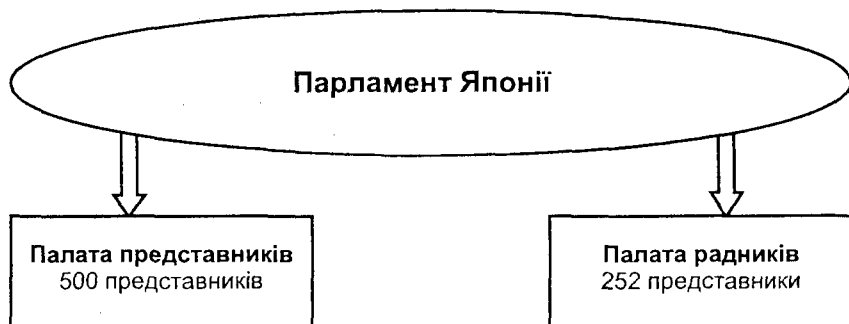 Парламент Японії
Палата представників
500 представників
Палата радників
252 представники